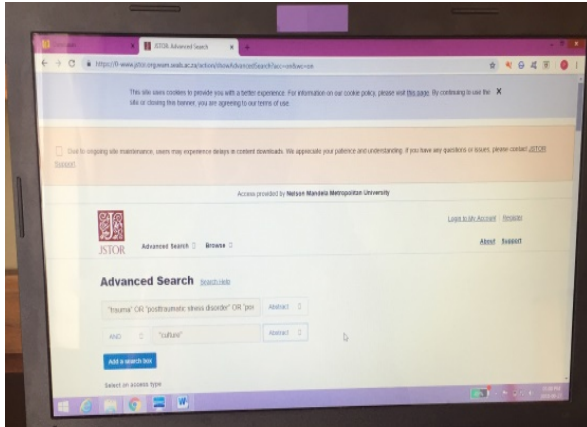 JSTOR Advanced Search
This site uses cookies to provide you with a better experience. For information on our cookie policy, please visit this page. By continuing to use the X
site or closing this banner, you are agreeing to our terms of use.
Due to ongoing site maintenance, users may experience delays in content downloads. We appreciate your patience and understanding. If you have any questions or issues, please contact JSTOR
Support.
Access provided by Nelson Mandela Metropolitan University
Login to My Account Register
JSTOR Advanced Search Browse About Support
Advanced Search Search Help
"trauma" OR "posttraumatic stress disorder" OR "por Abstract
AND "culture" Abstract
Add a search box
Select an access type